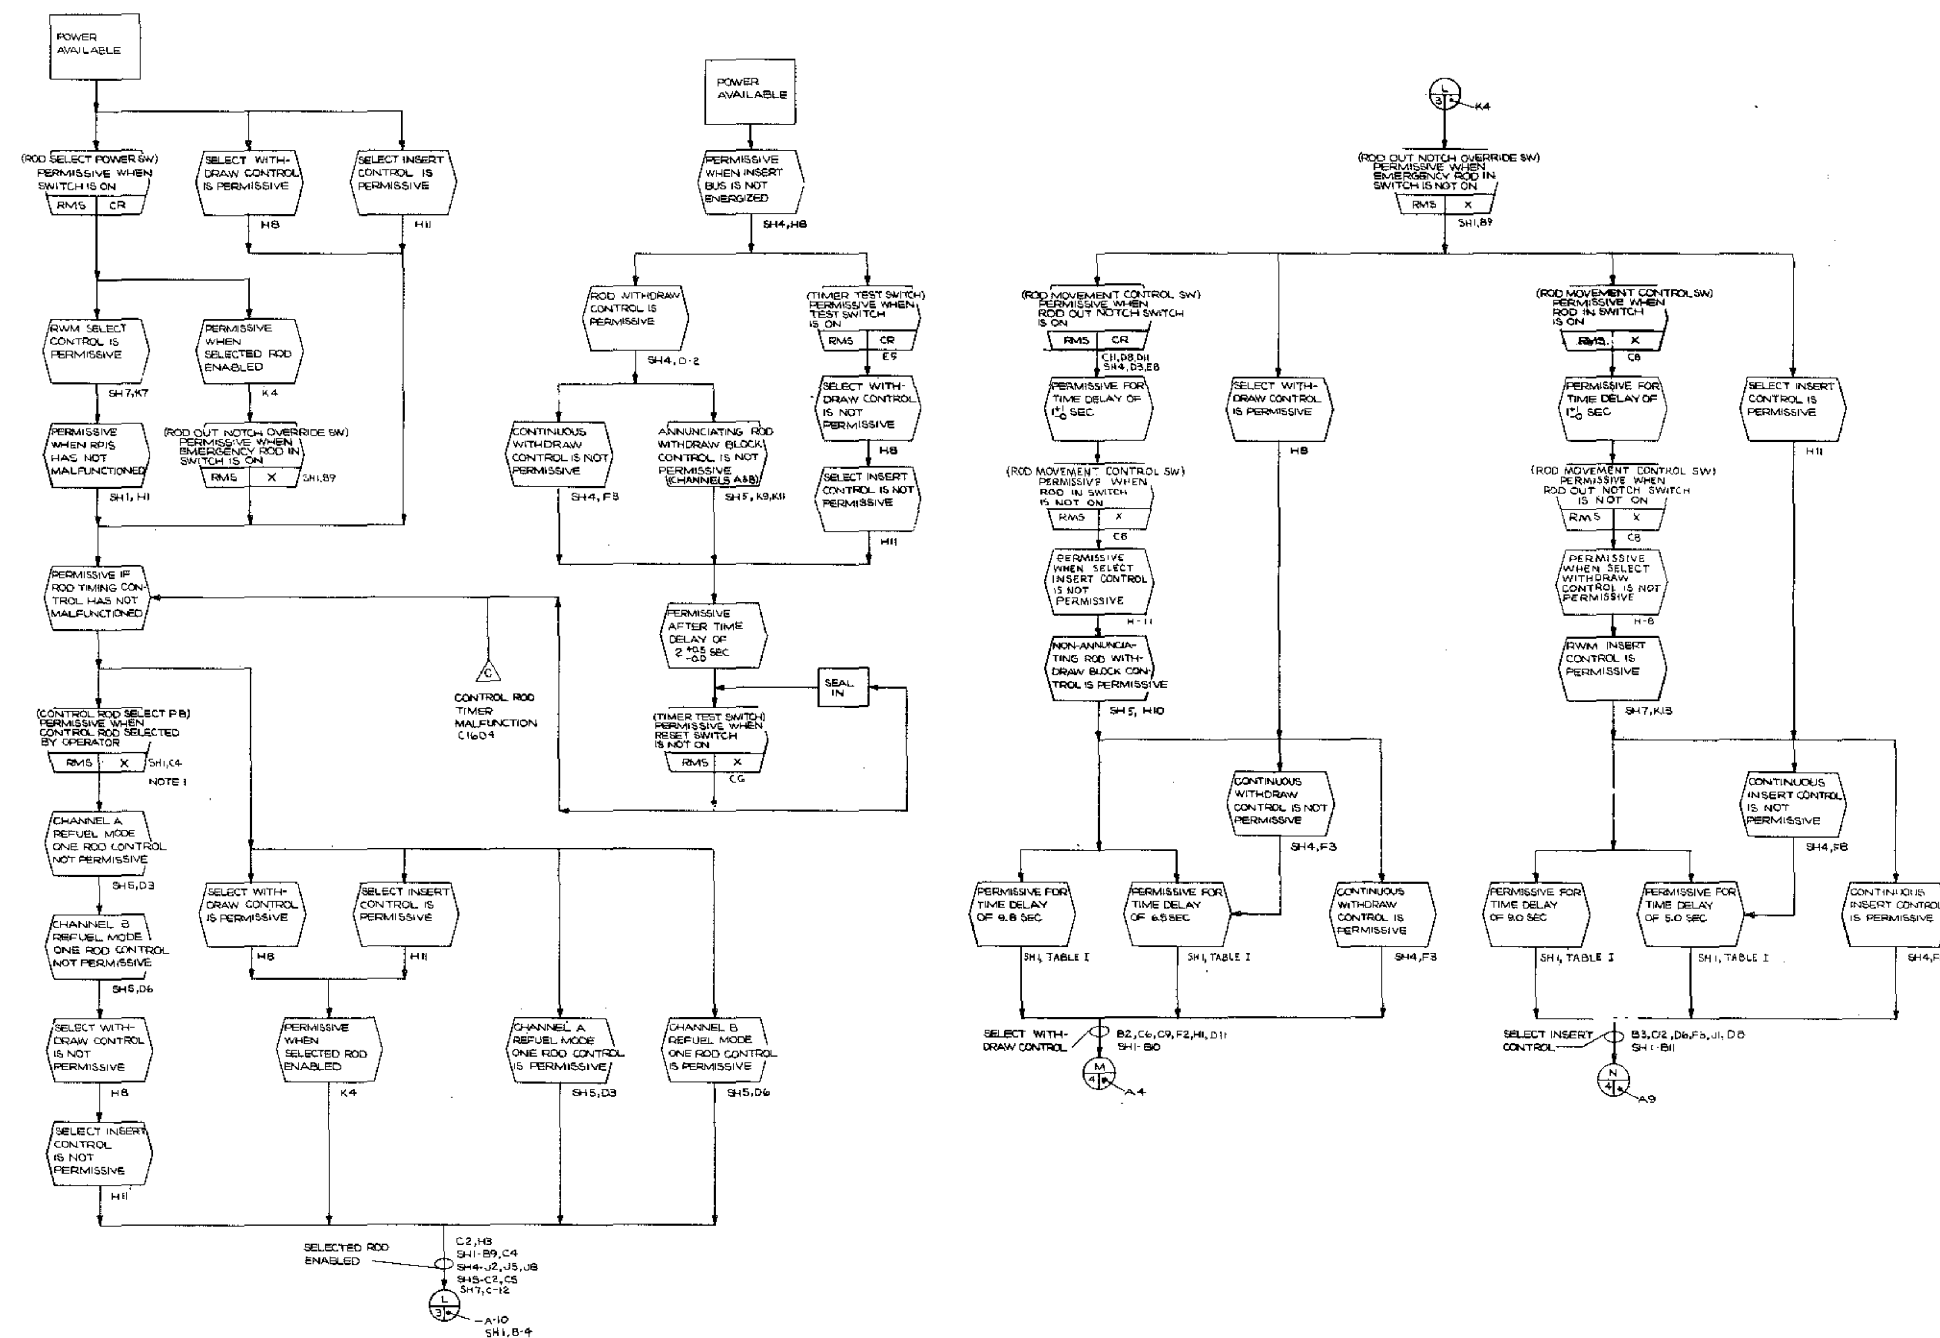 POWER
AVAILABLE
(ROD SELECT POWER SW)
PERMISSIVE WHEN
SWITCH IS ON
RMS CR
SELECT WITH-
DRAW CONTROL
IS PERMISSIVE
H8
SELECT INSERT
CONTROL IS
PERMISSIVE
H11
RWM SELECT
CONTROL IS
PERMISSIVE
SH7,K7
PERMISSIVE
WHEN
SELECTED ROD
ENABLED
K4
PERMISSIVE
WHEN RPIS
HAS NOT
MALFUNCTIONED
SH1, H1
(ROD OUT NOTCH OVERRIDE SW)
PERMISSIVE WHEN
EMERGENCY ROD IN
SWITCH IS ON
RMS X
SH1,B9
PERMISSIVE IF
ROD TIMING CON-
TROL HAS NOT
MALFUNCTIONED
(CONTROL ROD SELECT PB)
PERMISSIVE WHEN
CONTROL ROD SELECTED
BY OPERATOR
RMS X
SH1,C4
NOTE 1
CHANNEL A
REFUEL MODE
ONE ROD CONTROL
NOT PERMISSIVE
SH5,D3
CHANNEL B
REFUEL MODE
ONE ROD CONTROL
NOT PERMISSIVE
SH5,D6
SELECT WITH-
DRAW CONTROL
IS NOT
PERMISSIVE
H8
SELECT INSERT
CONTROL
IS NOT
PERMISSIVE
H11
SELECT WITH-
DRAW CONTROL
IS PERMISSIVE
H8
SELECT INSERT
CONTROL IS
PERMISSIVE
H11
PERMISSIVE
WHEN
SELECTED ROD
ENABLED
K4
CHANNEL A
REFUEL MODE
ONE ROD CONTROL
IS PERMISSIVE
SH5,D3
CHANNEL B
REFUEL MODE
ONE ROD CONTROL
IS PERMISSIVE
SH5,D6
SELECTED ROD
ENABLED
C2,H3
SH1-B9,C4
SH4-J2,J5,J8
SH5-C2,C5
SH7,C-12
L
3
A-10
SH1,B-4
POWER
AVAILABLE
PERMISSIVE
WHEN INSERT
BUS IS NOT
ENERGIZED
SH4,H8
ROD WITHDRAW
CONTROL IS
PERMISSIVE
SH4,D-2
(TIMER TEST SWITCH)
PERMISSIVE WHEN
TEST SWITCH
IS ON
RMS CR
E5
CONTINUOUS
WITHDRAW
CONTROL IS NOT
PERMISSIVE
SH4,F3
ANNUNCIATING ROD
WITHDRAW BLOCK
CONTROL IS NOT
PERMISSIVE
(CHANNELS A&B)
SH5,K9,K11
SELECT WITH-
DRAW CONTROL
IS NOT
PERMISSIVE
H8
SELECT INSERT
CONTROL IS NOT
PERMISSIVE
H11
PERMISSIVE
AFTER TIME
DELAY OF
2 +0.5 -0.0 SEC
SEAL
IN
(TIMER TEST SWITCH)
PERMISSIVE WHEN
RESET SWITCH
IS NOT ON
RMS X
C6
C
CONTROL ROD
TIMER
MALFUNCTION
C1604
L
3
K4
(ROD OUT NOTCH OVERRIDE SW)
PERMISSIVE WHEN
EMERGENCY ROD IN
SWITCH IS NOT ON
RMS X
SH1,B9
(ROD MOVEMENT CONTROL SW)
PERMISSIVE WHEN
ROD OUT NOTCH SWITCH
IS ON
RMS CR
C11,D8,D11
SH4,D3,E8
PERMISSIVE FOR
TIME DELAY OF
1 +1 -0 SEC
(ROD MOVEMENT CONTROL SW)
PERMISSIVE WHEN
ROD IN SWITCH
IS NOT ON
RMS X
C8
PERMISSIVE
WHEN SELECT
INSERT CONTROL
IS NOT
PERMISSIVE
H-11
NON-ANNUNCIA-
TING ROD WITH-
DRAW BLOCK CON-
TROL IS PERMISSIVE
SH5, H10
SELECT WITH-
DRAW CONTROL
IS PERMISSIVE
H8
CONTINUOUS
WITHDRAW
CONTROL IS NOT
PERMISSIVE
SH4,F3
PERMISSIVE FOR
TIME DELAY
OF 9.8 SEC
SH1, TABLE I
PERMISSIVE FOR
TIME DELAY
OF 6.5 SEC
SH1, TABLE I
CONTINUOUS
WITHDRAW
CONTROL IS
PERMISSIVE
SH4,F3
SELECT WITH-
DRAW CONTROL
B2,C6,C9,F2,H1,D11
SH1-B10
M
4
A4
(ROD MOVEMENT CONTROL SW)
PERMISSIVE WHEN
ROD IN SWITCH
IS ON
RMS X
C8
PERMISSIVE FOR
TIME DELAY OF
1 +1 -0 SEC
(ROD MOVEMENT CONTROL SW)
PERMISSIVE WHEN
ROD OUT NOTCH SWITCH
IS NOT ON
RMS X
C8
PERMISSIVE
WHEN SELECT
WITHDRAW
CONTROL IS NOT
PERMISSIVE
H-8
RWM INSERT
CONTROL IS
PERMISSIVE
SH7,K13
SELECT INSERT
CONTROL IS
PERMISSIVE
H11
CONTINUOUS
INSERT CONTROL
IS NOT
PERMISSIVE
SH4,F8
PERMISSIVE FOR
TIME DELAY
OF 9.0 SEC
SH1, TABLE I
PERMISSIVE FOR
TIME DELAY
OF 5.0 SEC
SH1, TABLE I
CONTINUOUS
INSERT CONTROL
IS PERMISSIVE
SELECT INSERT
CONTROL
SH1-B11
N
4
A9